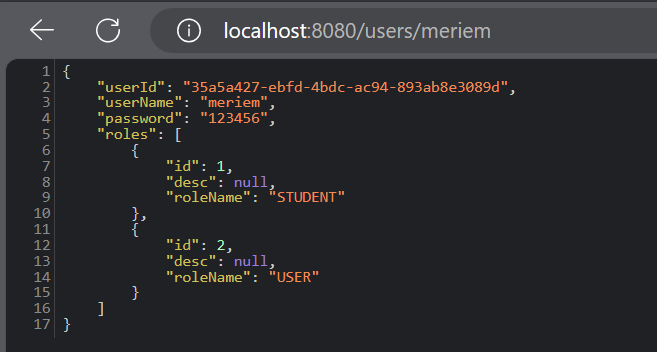 localhost:8080/users/meriem
1 {
2     "userId": "35a5a427-ebfd-4bdc-ac94-893ab8e3089d",
3     "userName": "meriem",
4     "password": "123456",
5     "roles": [
6         {
7             "id": 1,
8             "desc": null,
9             "roleName": "STUDENT"
10         },
11         {
12             "id": 2,
13             "desc": null,
14             "roleName": "USER"
15         }
16     ]
17 }